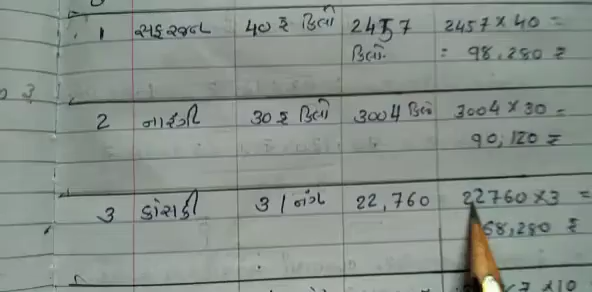 1 સફરજન 40 ₹ કિલો 2457 કિલો. 2457 × 40 =
= 98,280 ₹
2 નારંગી 30 ₹ કિલો 3004 કિલો 3004 × 30 =
90,120 ₹
3 3 / નંગ 22,760 22760 × 3 =
68,280 ₹